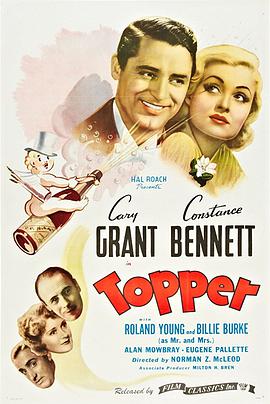 HAL ROACH
Presents
Cary Constance
GRANT BENNETT
in
TOPPER
WITH
ROLAND YOUNG AND BILLIE BURKE
(as Mr. and Mrs.)
ALAN MOWBRAY - EUGENE PALLETTE
Directed by NORMAN Z. McLEOD
Associate Producer MILTON H. BREN
Released by FILM CLASSICS Inc.